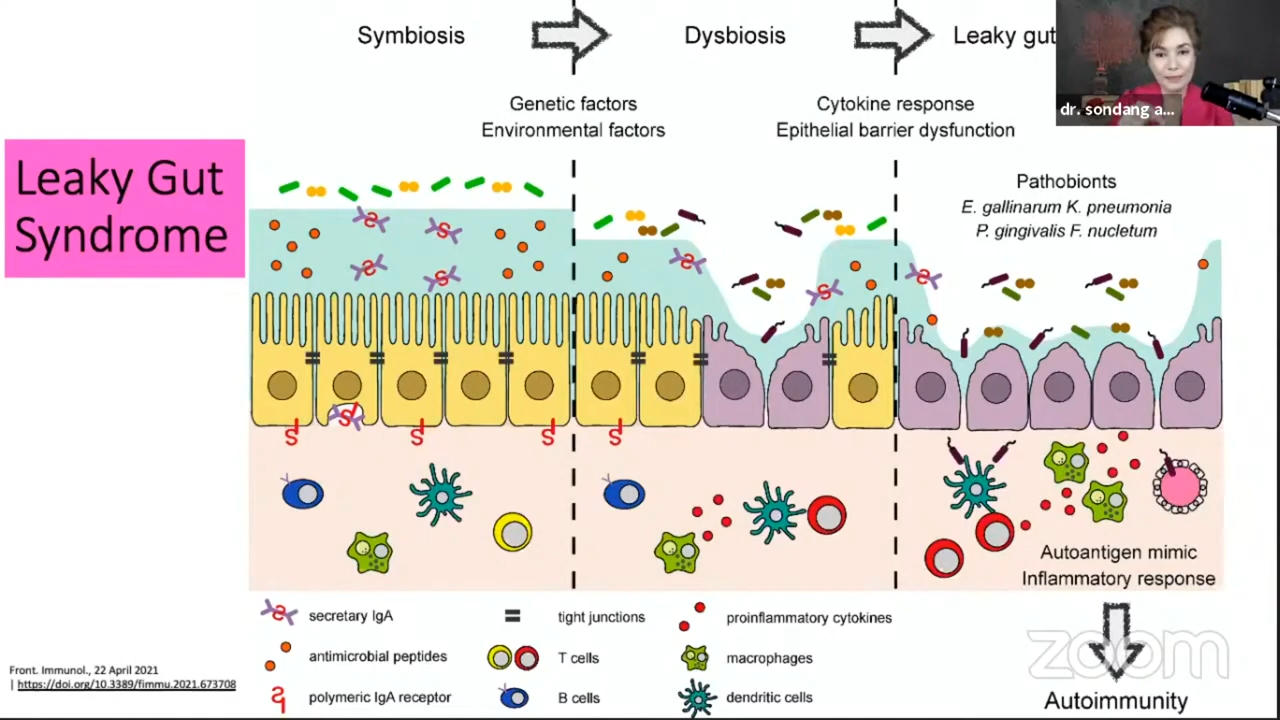 Symbiosis
Dysbiosis
Leaky gut
dr. sondang a...
Genetic factors
Environmental factors
Cytokine response
Epithelial barrier dysfunction
Leaky Gut
Syndrome
Pathobionts
E. gallinarum K. pneumonia
P. gingivalis F. nucletum
Autoantigen mimic
Inflammatory response
secretary IgA
tight junctions
proinflammatory cytokines
antimicrobial peptides
T cells
macrophages
polymeric IgA receptor
B cells
dendritic cells
zoom
Autoimmunity
Front. Immunol., 22 April 2021
| https://doi.org/10.3389/fimmu.2021.673708